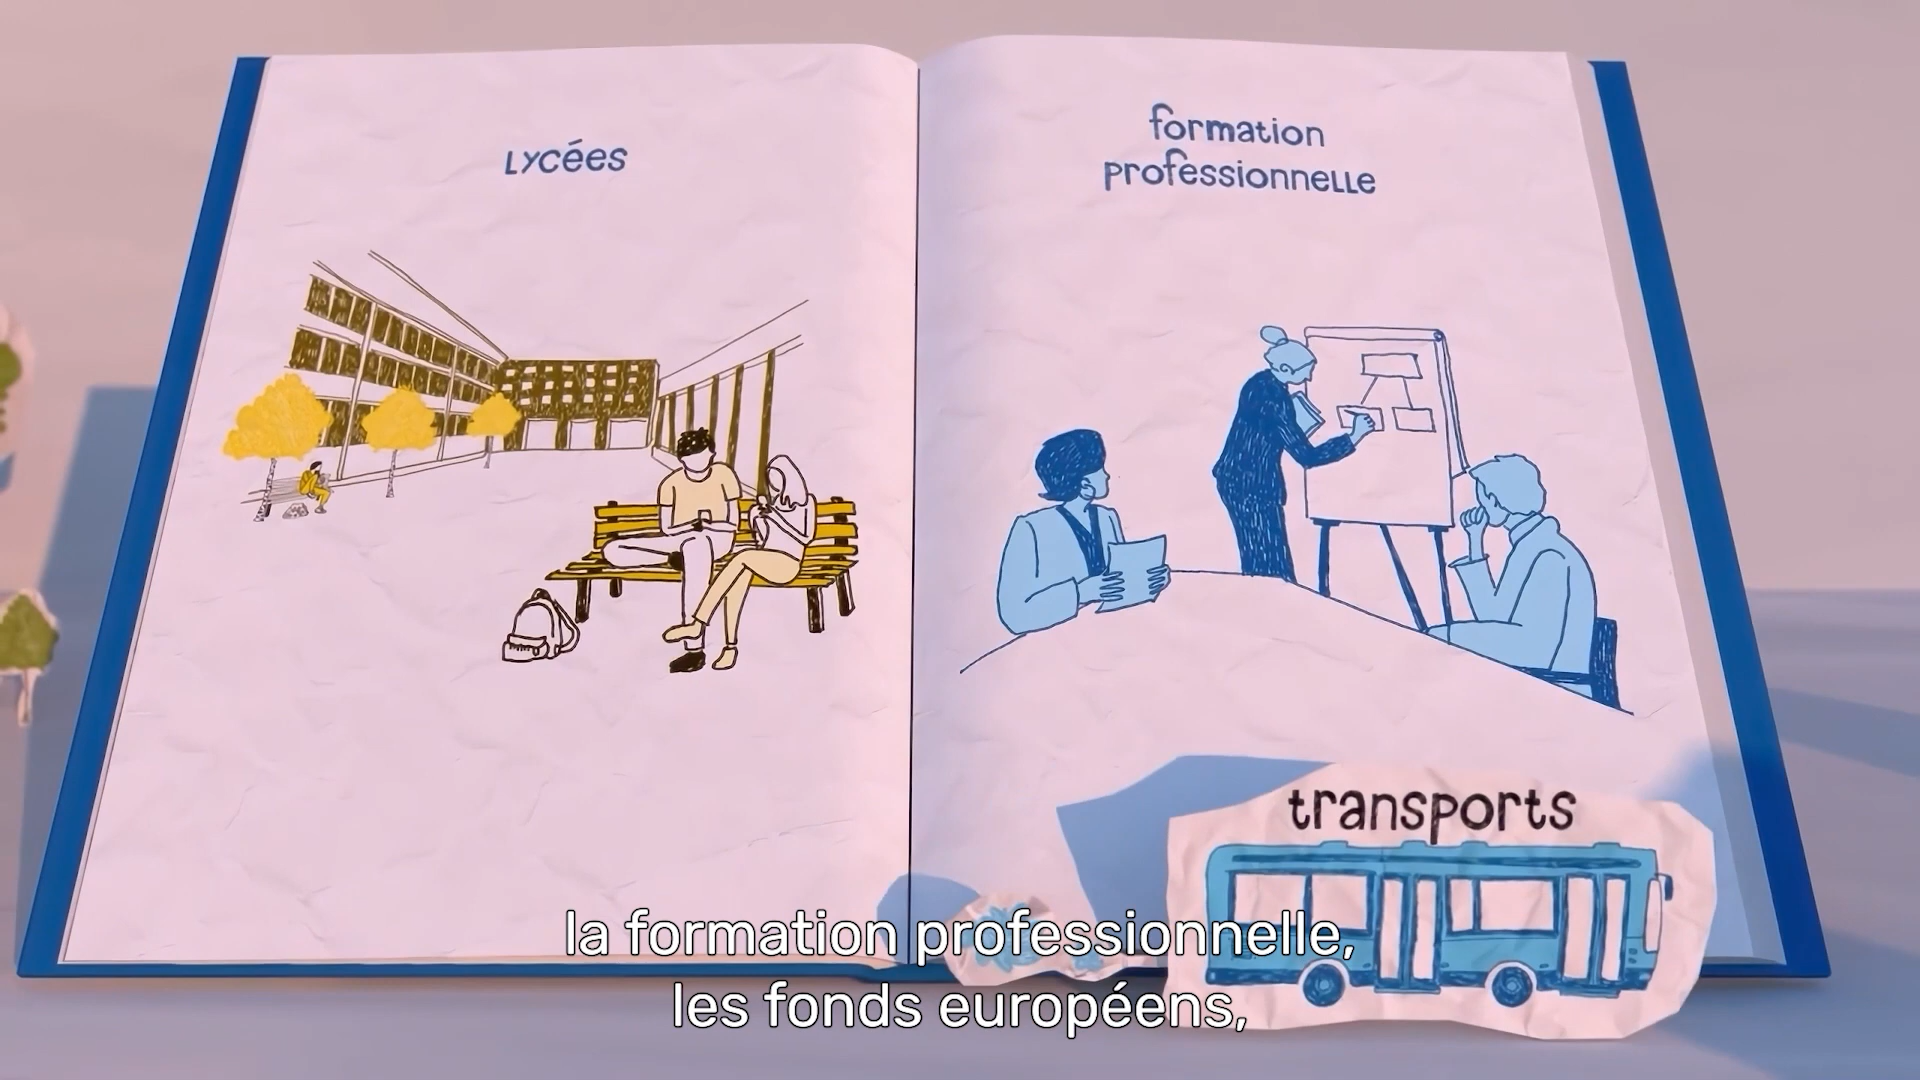 Lycées
formation
professionnelle
transports
la formation professionnelle,
les fonds européens,